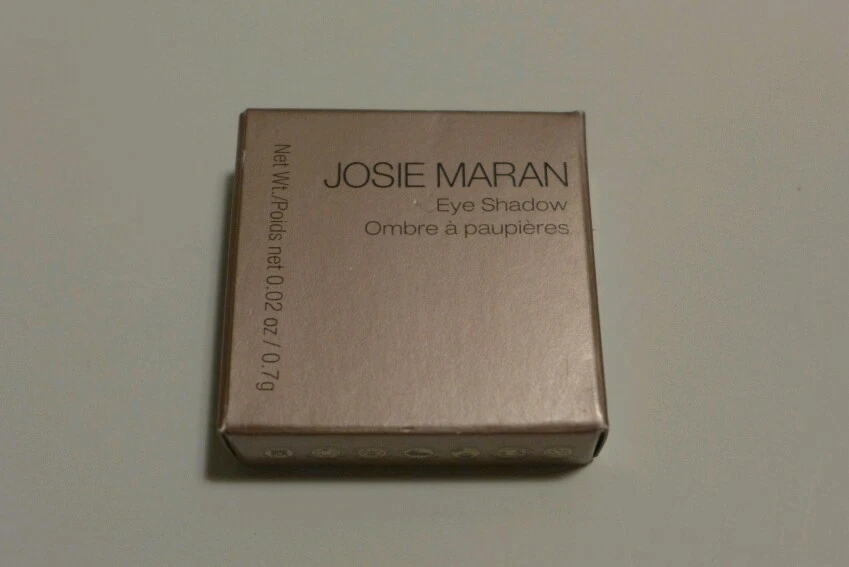 JOSIE MARAN
Eye Shadow
Ombre à paupières
Net Wt./Poids net 0.02 oz / 0.7g